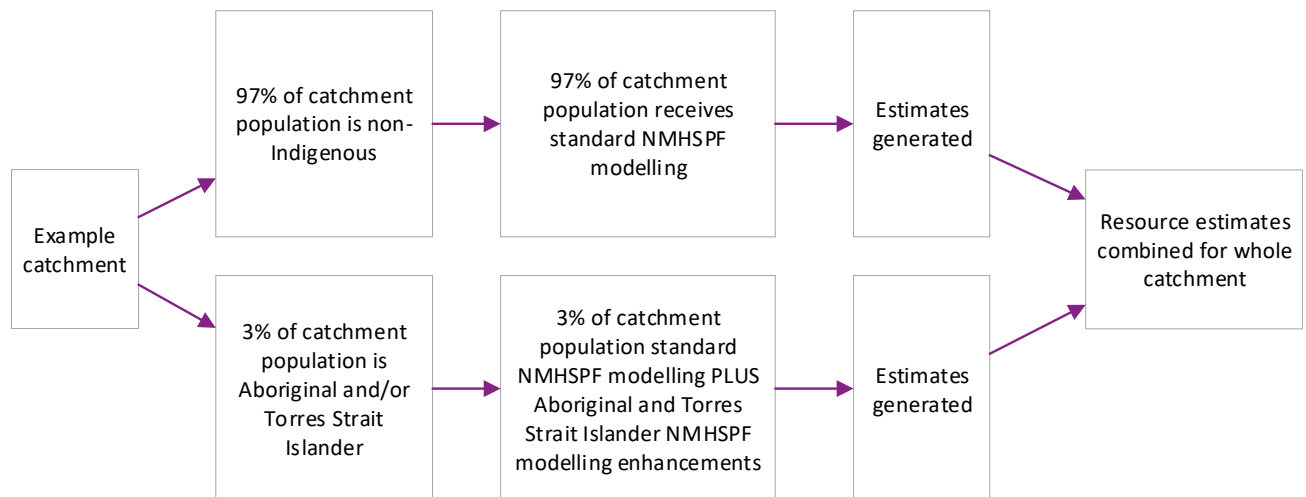 Example
catchment
97% of catchment
population is non-
Indigenous
97% of catchment
population receives
standard NMHSPF
modelling
Estimates
generated
3% of catchment
population is
Aboriginal and/or
Torres Strait
Islander
3% of catchment
population standard
NMHSPF modelling PLUS
Aboriginal and Torres
Strait Islander NMHSPF
modelling enhancements
Estimates
generated
Resource estimates
combined for whole
catchment